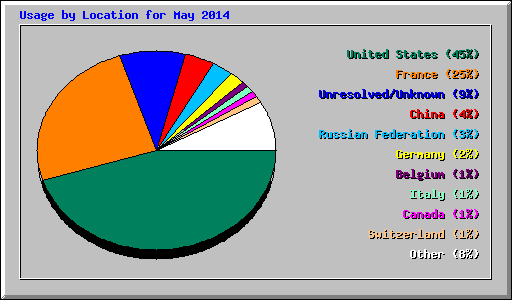 Usage by Location for May 2014
United States (45%)
France (25%)
Unresolved/Unknown (9%)
China (4%)
Russian Federation (3%)
Germany (2%)
Belgium (1%)
Italy (1%)
Canada (1%)
Switzerland (1%)
Other (8%)